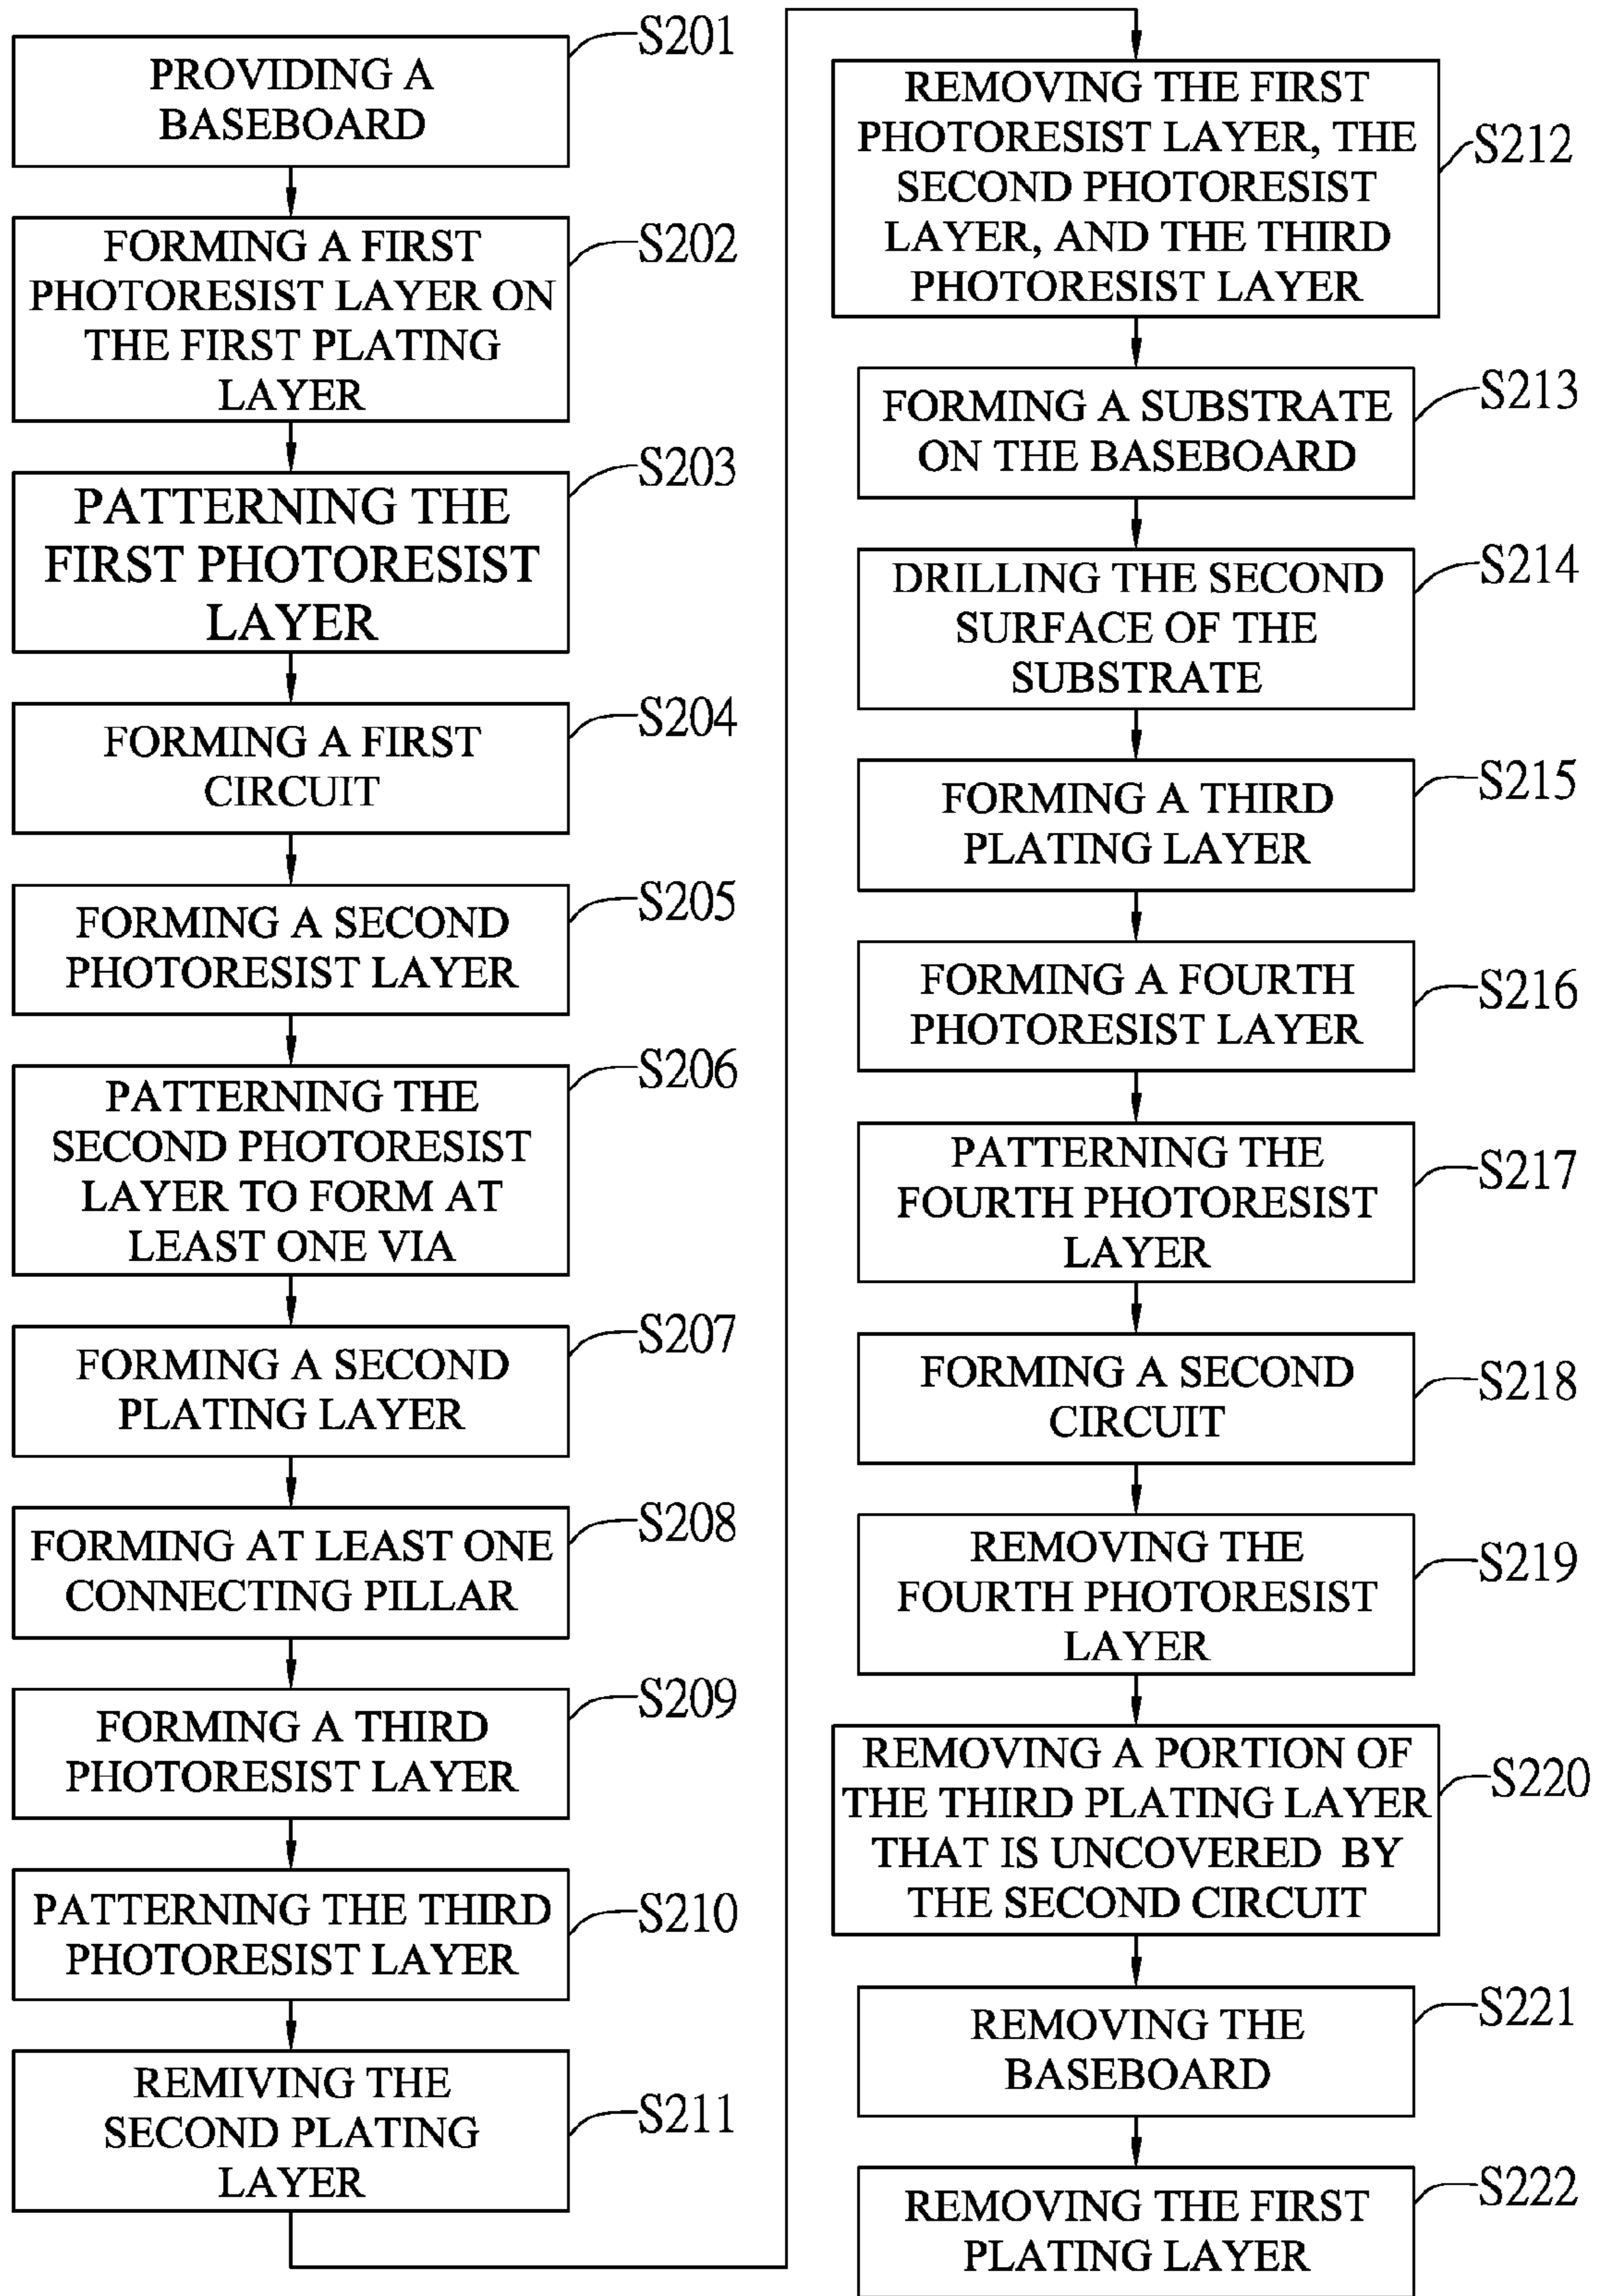 S201
PROVIDING A
BASEBOARD
S202
FORMING A FIRST
PHOTORESIST LAYER ON
THE FIRST PLATING
LAYER
S203
PATTERNING THE
FIRST PHOTORESIST
LAYER
S204
FORMING A FIRST
CIRCUIT
S205
FORMING A SECOND
PHOTORESIST LAYER
S206
PATTERNING THE
SECOND PHOTORESIST
LAYER TO FORM AT
LEAST ONE VIA
S207
FORMING A SECOND
PLATING LAYER
S208
FORMING AT LEAST ONE
CONNECTING PILLAR
S209
FORMING A THIRD
PHOTORESIST LAYER
S210
PATTERNING THE THIRD
PHOTORESIST LAYER
S211
REMIVING THE
SECOND PLATING
LAYER
S212
REMOVING THE FIRST
PHOTORESIST LAYER, THE
SECOND PHOTORESIST
LAYER, AND THE THIRD
PHOTORESIST LAYER
S213
FORMING A SUBSTRATE
ON THE BASEBOARD
S214
DRILLING THE SECOND
SURFACE OF THE
SUBSTRATE
S215
FORMING A THIRD
PLATING LAYER
S216
FORMING A FOURTH
PHOTORESIST LAYER
S217
PATTERNING THE
FOURTH PHOTORESIST
LAYER
S218
FORMING A SECOND
CIRCUIT
S219
REMOVING THE
FOURTH PHOTORESIST
LAYER
S220
REMOVING A PORTION OF
THE THIRD PLATING LAYER
THAT IS UNCOVERED BY
THE SECOND CIRCUIT
S221
REMOVING THE
BASEBOARD
S222
REMOVING THE FIRST
PLATING LAYER